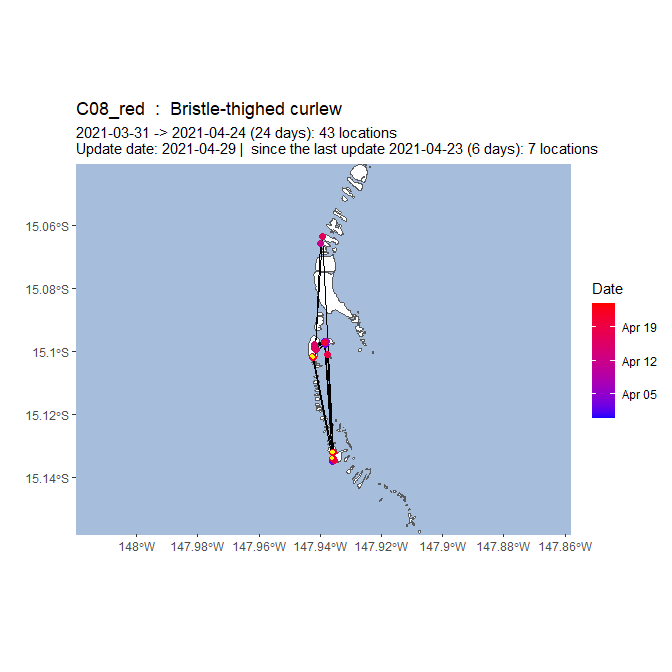 C08_red  :  Bristle-thighed curlew
2021-03-31 -> 2021-04-24 (24 days): 43 locations
Update date: 2021-04-29 |  since the last update 2021-04-23 (6 days): 7 locations
15.06°S
15.08°S
15.1°S
15.12°S
15.14°S
148°W
147.98°W
147.96°W
147.94°W
147.92°W
147.9°W
147.88°W
147.86°W
Date
Apr 19
Apr 12
Apr 05